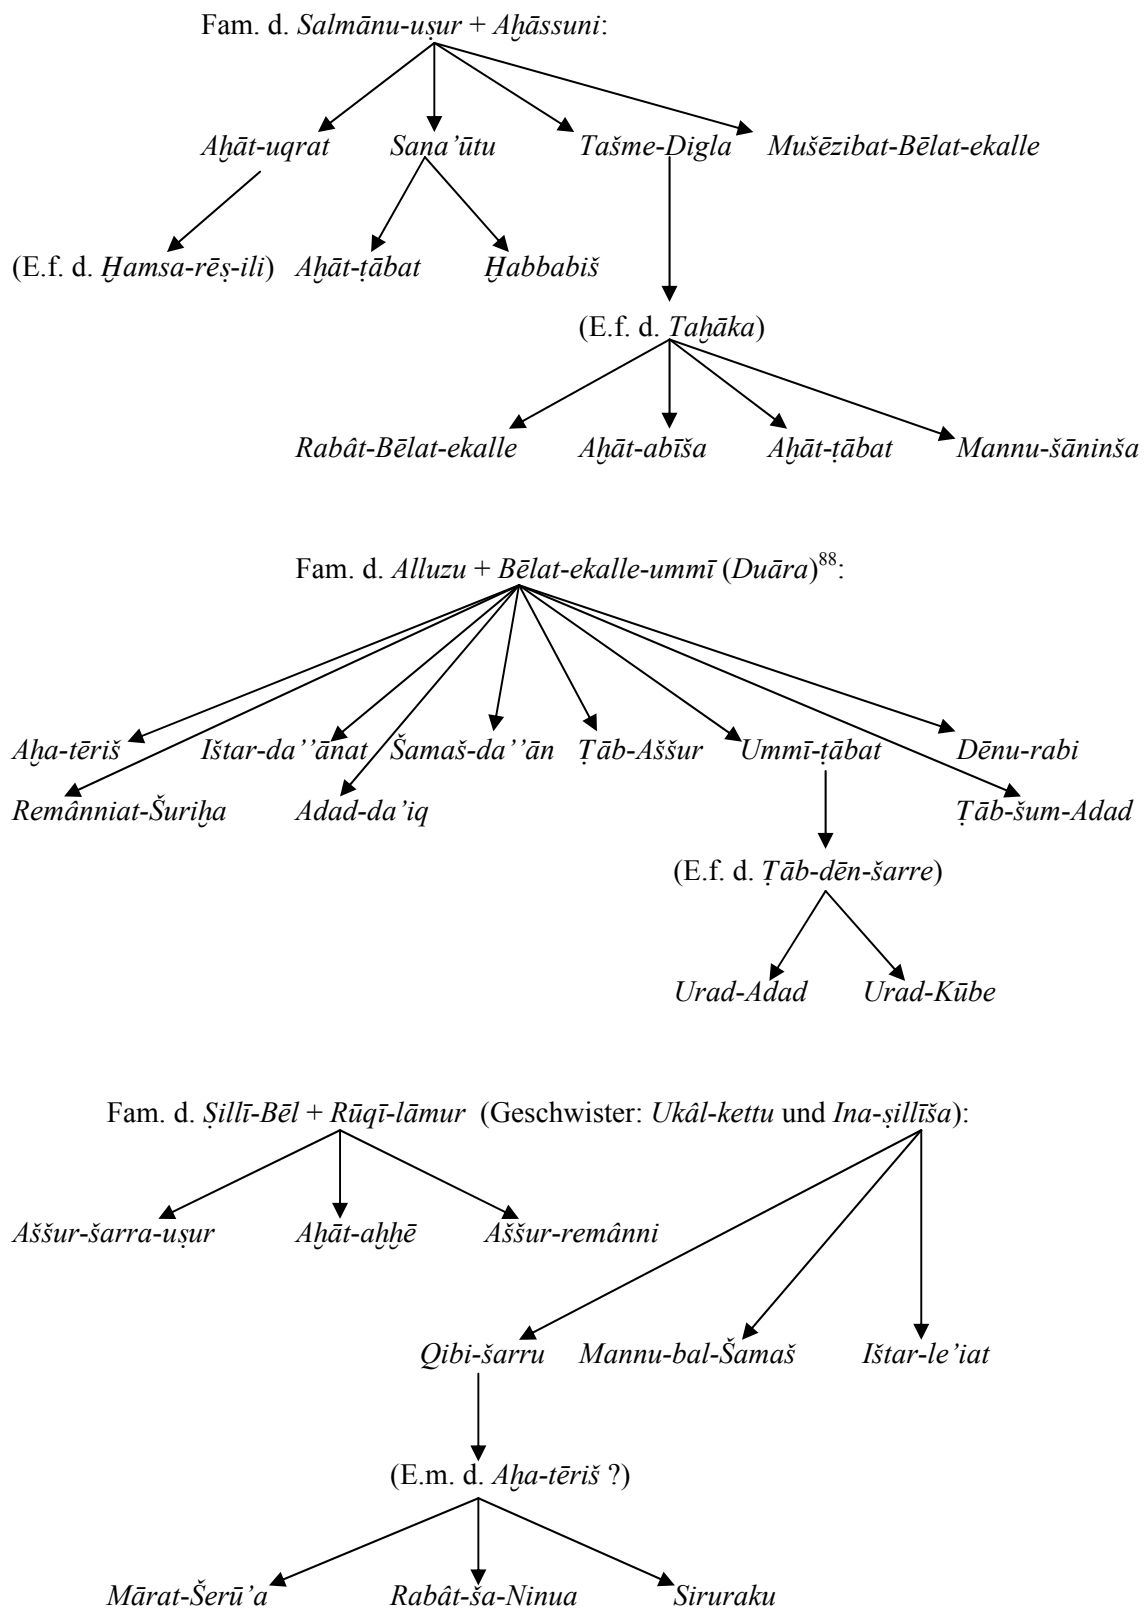 Fam. d. Salmānu-uṣur + Aḫāssuni:
Aḫāt-uqrat Sana’ūtu Tašme-Digla Mušēzibat-Bēlat-ekalle
(E.f. d. Ḫamsa-rēṣ-ili) Aḫāt-ṭābat Ḫabbabiš
(E.f. d. Taḫāka)
Rabât-Bēlat-ekalle Aḫāt-abīša Aḫāt-ṭābat Mannu-šāninša
Fam. d. Alluzu + Bēlat-ekalle-ummī (Duāra)88:
Aḫa-tēriš Ištar-da’’ānat Šamaš-da’’ān Ṭāb-Aššur Ummī-ṭābat Dēnu-rabi
Remânniat-Šuriḫa Adad-da’iq Ṭāb-šum-Adad
(E.f. d. Ṭāb-dēn-šarre)
Urad-Adad Urad-Kūbe
Fam. d. Ṣillī-Bēl + Rūqī-lāmur (Geschwister: Ukâl-kettu und Ina-ṣillīša):
Aššur-šarra-uṣur Aḫāt-aḫḫē Aššur-remânni
Qibi-šarru Mannu-bal-Šamaš Ištar-le’iat
(E.m. d. Aḫa-tēriš ?)
Mārat-Šerū’a Rabât-ša-Ninua Siruraku